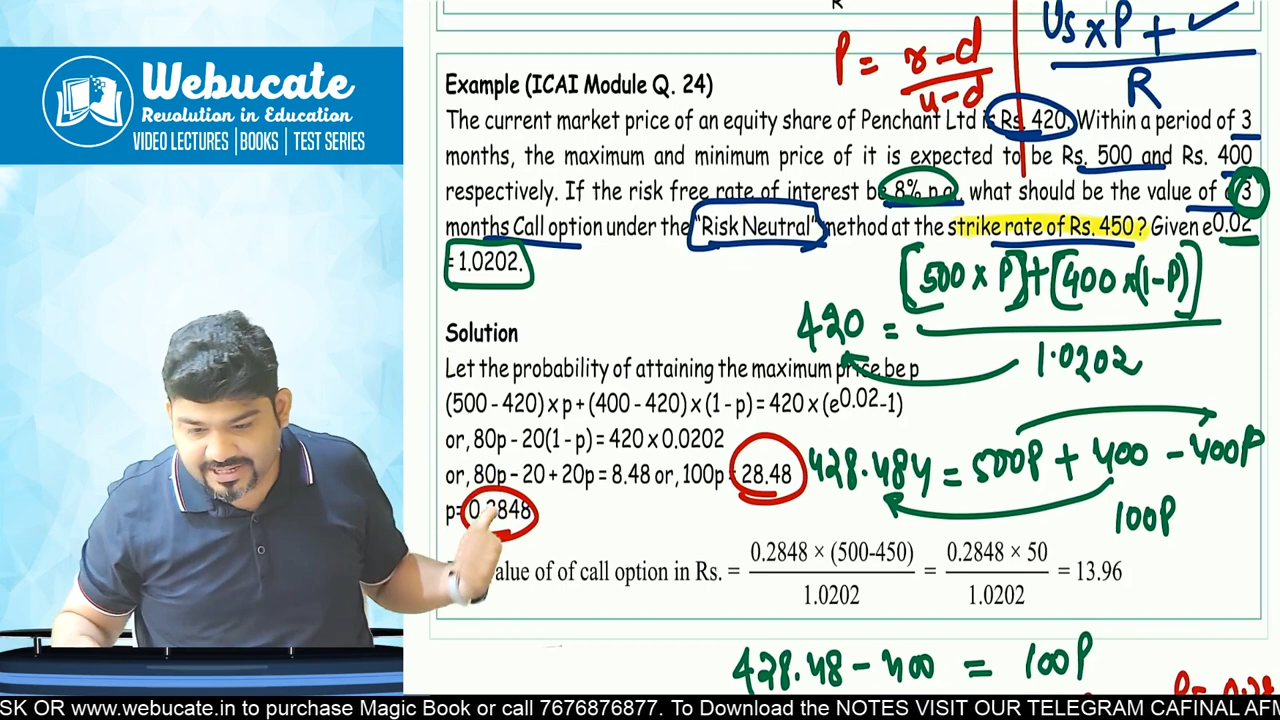 Webucate
Revolution in Education
VIDEO LECTURES | BOOKS | TEST SERIES
R
P = r-d
u-d
Us x P +
R
Example (ICAI Module Q. 24)
The current market price of an equity share of Penchant Ltd is Rs. 420. Within a period of 3
months, the maximum and minimum price of it is expected to be Rs. 500 and Rs. 400
respectively. If the risk free rate of interest be 8% p.a. what should be the value of a 3
months Call option under the "Risk Neutral" method at the strike rate of Rs. 450? Given e0.02
= 1.0202.
[500 x P]+[400 x(1-P)]
420 =
1.0202
Solution
Let the probability of attaining the maximum price be p
(500 - 420) x p + (400 - 420) x (1 - p) = 420 x (e0.02-1)
or, 80p - 20(1 - p) = 420 x 0.0202
or, 80p - 20 + 20p = 8.48 or, 100p = 28.48
428.484 = 500P + 400 - 400P
p= 0.2848
100P
alue of of call option in Rs. = 0.2848 × (500-450) = 0.2848 × 50 = 13.96
1.0202 1.0202
428.48 - 400 = 100P
SK OR www.webucate.in to purchase Magic Book or call 7676876877. To Download the NOTES VISIT OUR TELEGRAM CAFINAL AFM